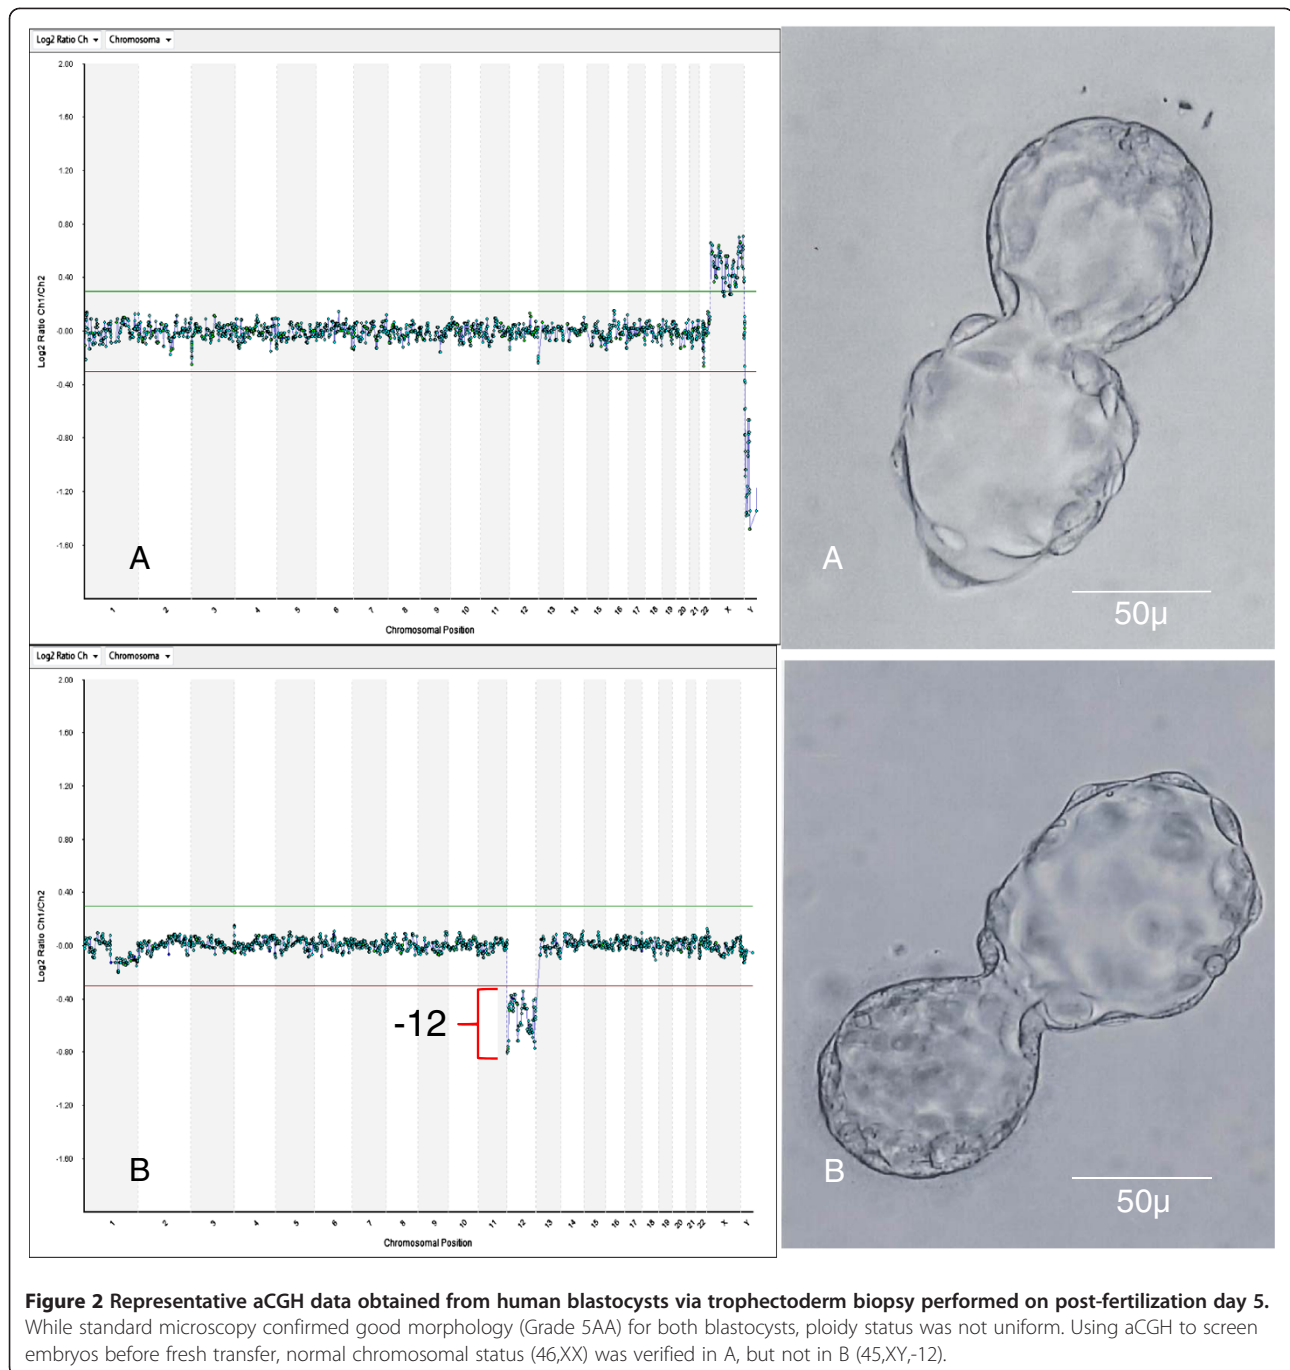 Log2 Ratio Ch Chromosoma
2.00
1.60
1.20
0.80
0.40
-0.00
-0.40
-0.80
-1.20
-1.60
Log2 Ratio Ch1/Ch2
A
1 2 3 4 5 6 7 8 9 10 11 12 13 14 15 16 17 18 19 20 21 22 X Y
Chromosomal Position
A
50µ
Log2 Ratio Ch Chromosoma
2.00
1.60
1.20
0.80
0.40
-0.00
-0.40
-0.80
-1.20
-1.60
Log2 Ratio Ch1/Ch2
-12
B
1 2 3 4 5 6 7 8 9 10 11 12 13 14 15 16 17 18 19 20 21 22 X Y
Chromosomal Position
B
50µ
Figure 2 Representative aCGH data obtained from human blastocysts via trophectoderm biopsy performed on post-fertilization day 5.
While standard microscopy confirmed good morphology (Grade 5AA) for both blastocysts, ploidy status was not uniform. Using aCGH to screen
embryos before fresh transfer, normal chromosomal status (46,XX) was verified in A, but not in B (45,XY,-12).